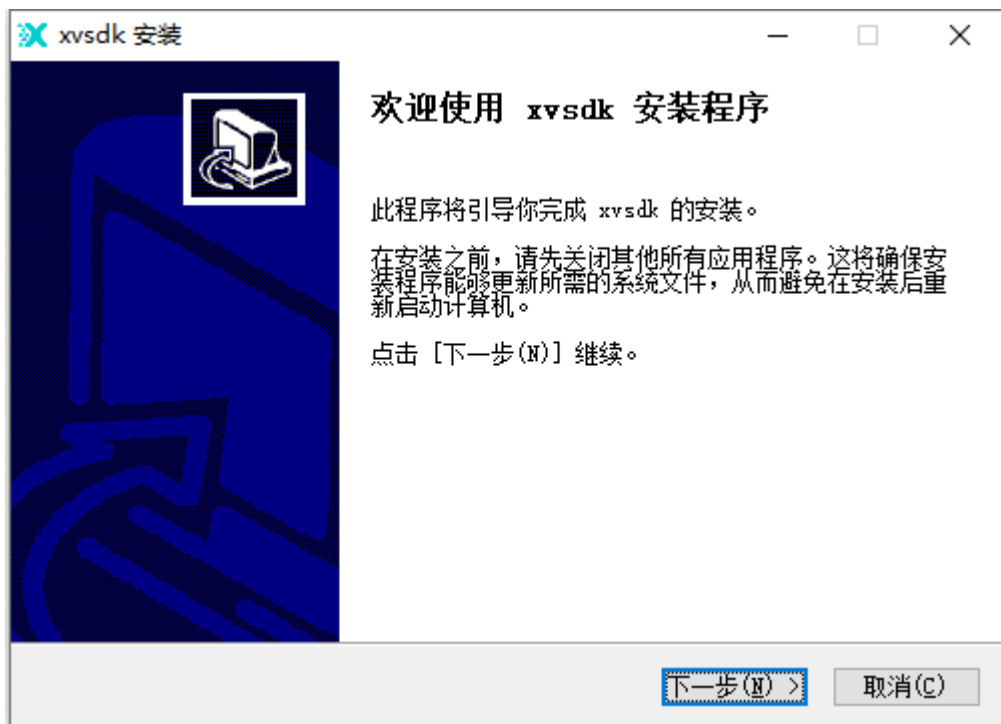 xvsdk 安装
欢迎使用 xvsdk 安装程序
此程序将引导你完成 xvsdk 的安装。
在安装之前，请先关闭其他所有应用程序。这将确保安
装程序能够更新所需的系统文件，从而避免在安装后重
新启动计算机。
点击 [下一步(N)] 继续。
下一步(N) >
取消(C)